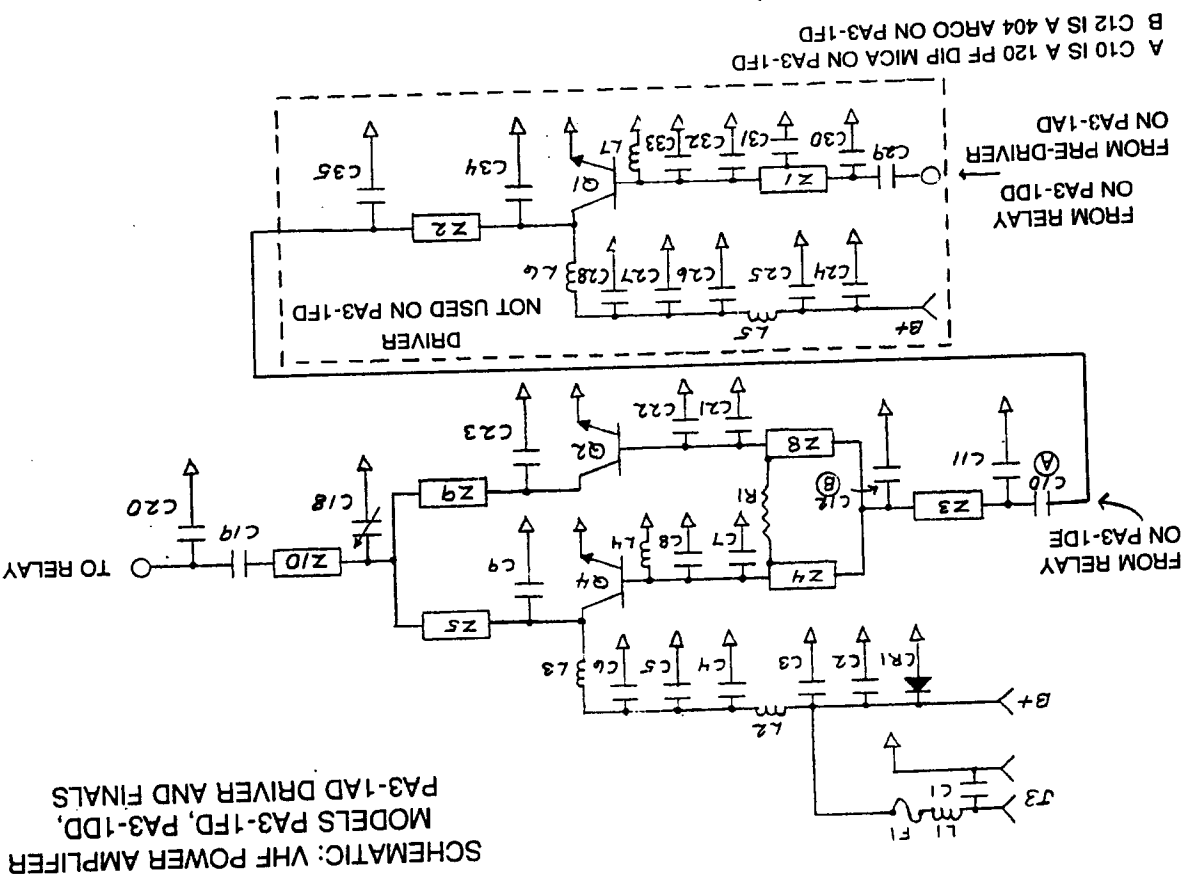 SCHEMATIC: VHF POWER AMPLIFER
MODELS PA3-1FD, PA3-1DD,
PA3-1AD DRIVER AND FINALS
J3
L1
F1
C1
B+
CR1
C2
C3
L2
C4
C5
C6
L3
FROM RELAY
ON PA3-1DE
C10
A
C11
Z3
C12
B
Z4
R1
Z8
C7
C8
L4
Q4
C9
Z5
C21
C22
Q2
C23
Z9
C18
Z10
C19
C20
TO RELAY
DRIVER
NOT USED ON PA3-1FD
B+
C24
C25
L5
C26
C27
C28
L6
FROM RELAY
ON PA3-1DD
FROM PRE-DRIVER
ON PA3-1AD
C29
C30
Z1
C31
C32
C33
L7
Q1
C34
Z2
C35
A C10 IS A 120 PF DIP MICA ON PA3-1FD
B C12 IS A 404 ARCO ON PA3-1FD